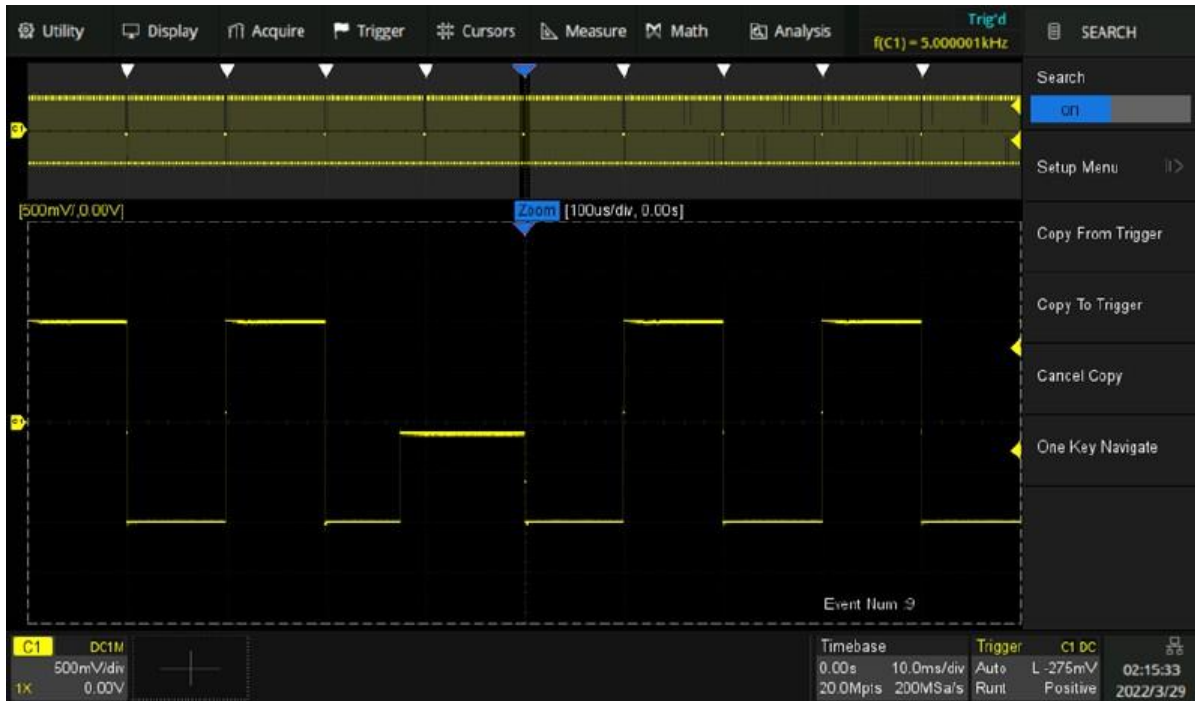 Utility Display Acquire Trigger Cursors Measure Math Analysis
Trig'd
f(C1) = 5.000001kHz
SEARCH
Search
on
Setup Menu
Copy From Trigger
Copy To Trigger
Cancel Copy
One Key Navigate
C1
[500mV/,0.00V]
Zoom [100us/div, 0.00s]
C1
Event Num :9
C1 DC1M
500mV/div
1X 0.00V
Timebase
0.00s 10.0ms/div
20.0Mpts 200MSa/s
Trigger C1 DC
Auto L -275mV
Runt Positive
02:15:33
2022/3/29